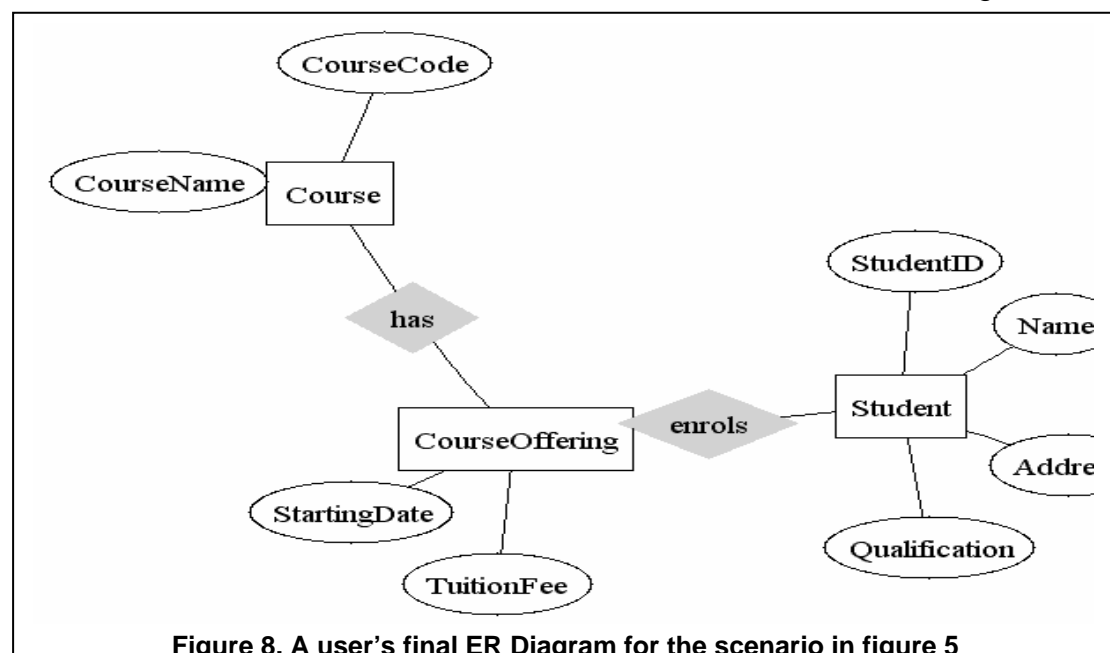 CourseCode
CourseName
Course
StudentID
has
Name
Student
enrols
CourseOffering
Addre
StartingDate
Qualification
TuitionFee
Figure 8. A user's final ER Diagram for the scenario in figure 5